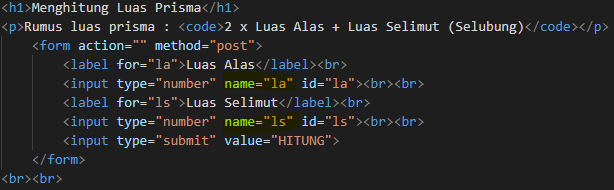 <h1>Menghitung Luas Prisma</h1>
<p>Rumus luas prisma : <code>2 x Luas Alas + Luas Selimut (Selubung)</code></p>
<form action="" method="post">
<label for="la">Luas Alas</label><br>
<input type="number" name="la" id="la"><br><br>
<label for="ls">Luas Selimut</label><br>
<input type="number" name="ls" id="ls"><br><br>
<input type="submit" value="HITUNG">
</form>
<br><br>